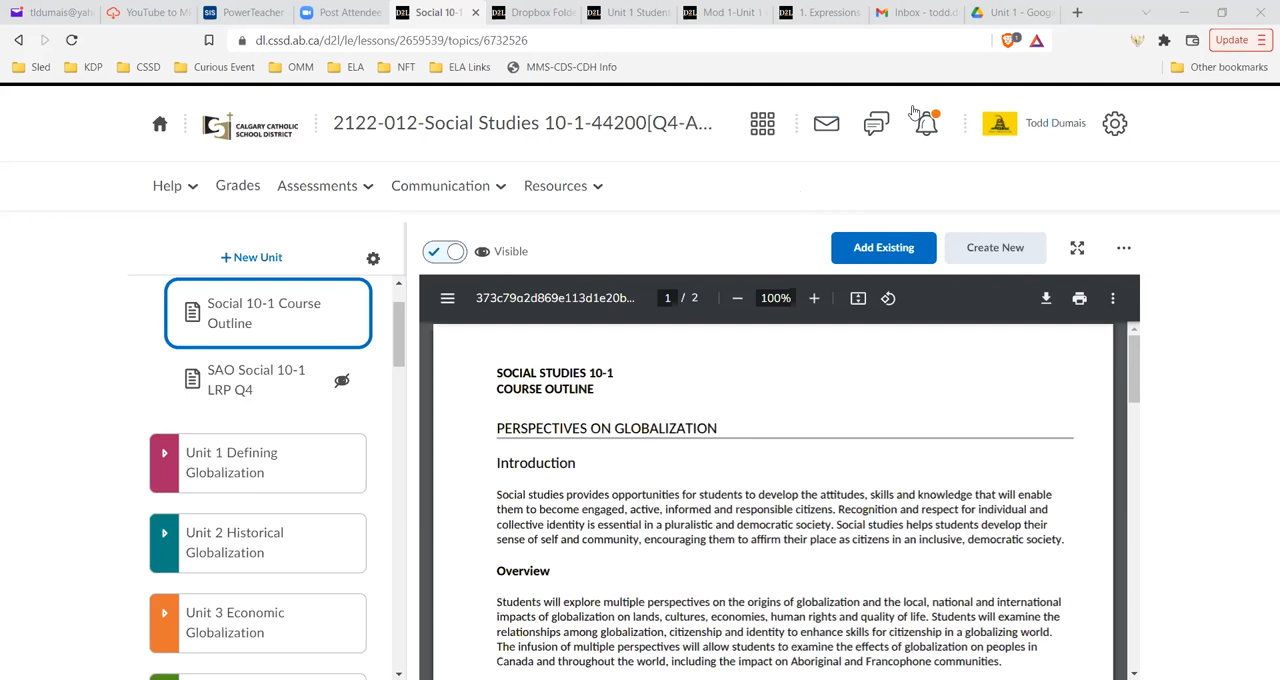 tldumais@yah
YouTube to Mi
SIS PowerTeacher
Post Attendee
D2L Social 10-1
D2L Dropbox Folde
D2L Unit 1 Studen
D2L Mod 1-Unit 1
D2L 1. Expressions
Inbox - todd.d
Unit 1 - Goog
dl.cssd.ab.ca/d2l/le/lessons/2659539/topics/6732526
1
Update
Sled
KDP
CSSD
Curious Event
OMM
ELA
NFT
ELA Links
MMS-CDS-CDH Info
Other bookmarks
CALGARY CATHOLIC
SCHOOL DISTRICT
2122-012-Social Studies 10-1-44200[Q4-A...
Todd Dumais
Help
Grades
Assessments
Communication
Resources
+ New Unit
Visible
Add Existing
Create New
Social 10-1 Course
Outline
SAO Social 10-1
LRP Q4
Unit 1 Defining
Globalization
Unit 2 Historical
Globalization
Unit 3 Economic
Globalization
373c79a2d869e113d1e20b...
1 / 2
100%
SOCIAL STUDIES 10-1
COURSE OUTLINE
PERSPECTIVES ON GLOBALIZATION
Introduction
Social studies provides opportunities for students to develop the attitudes, skills and knowledge that will enable
them to become engaged, active, informed and responsible citizens. Recognition and respect for individual and
collective identity is essential in a pluralistic and democratic society. Social studies helps students develop their
sense of self and community, encouraging them to affirm their place as citizens in an inclusive, democratic society.
Overview
Students will explore multiple perspectives on the origins of globalization and the local, national and international
impacts of globalization on lands, cultures, economies, human rights and quality of life. Students will examine the
relationships among globalization, citizenship and identity to enhance skills for citizenship in a globalizing world.
The infusion of multiple perspectives will allow students to examine the effects of globalization on peoples in
Canada and throughout the world, including the impact on Aboriginal and Francophone communities.